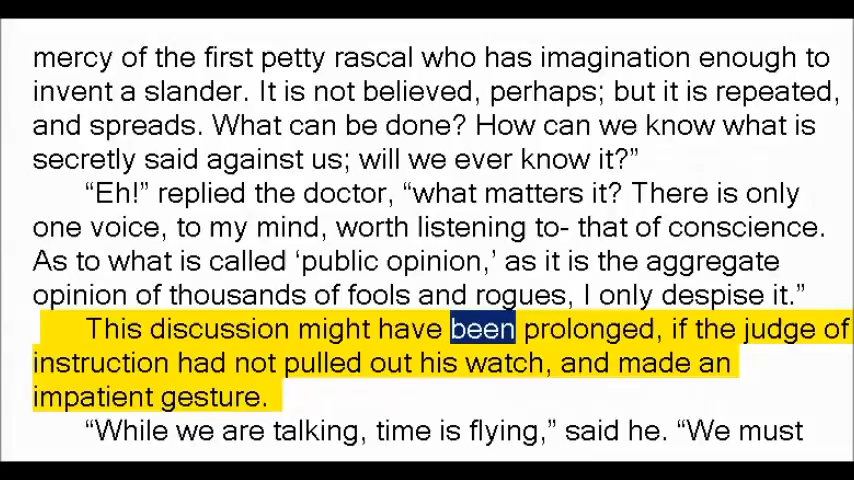 mercy of the first petty rascal who has imagination enough to
invent a slander. It is not believed, perhaps; but it is repeated,
and spreads. What can be done? How can we know what is
secretly said against us; will we ever know it?”
“Eh!” replied the doctor, “what matters it? There is only
one voice, to my mind, worth listening to- that of conscience.
As to what is called ‘public opinion,’ as it is the aggregate
opinion of thousands of fools and rogues, I only despise it.”
This discussion might have been prolonged, if the judge of
instruction had not pulled out his watch, and made an
impatient gesture.
“While we are talking, time is flying,” said he. “We must